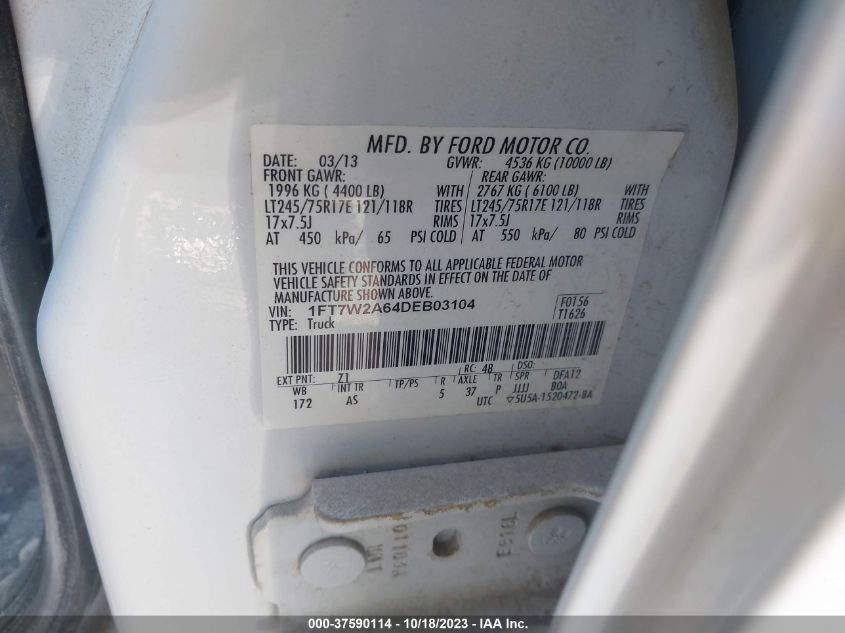 MFD. BY FORD MOTOR CO.
DATE: 03/13 GVWR: 4536 KG (10000 LB)
FRONT GAWR: REAR GAWR:
1996 KG ( 4400 LB) WITH 2767 KG ( 6100 LB) WITH
LT245/75R17E 121/118R TIRES LT245/75R17E 121/118R TIRES
17x7.5J RIMS 17x7.5J RIMS
AT 450 kPa/ 65 PSI COLD AT 550 kPa/ 80 PSI COLD
THIS VEHICLE CONFORMS TO ALL APPLICABLE FEDERAL MOTOR
VEHICLE SAFETY STANDARDS IN EFFECT ON THE DATE OF
MANUFACTURE SHOWN ABOVE.
VIN: 1FT7W2A64DEB03104 F0156
TYPE: Truck T1626
EXT PNT: Z1 RC: 48 DSO:
WB INT TR TP/PS R AXLE TR SPR DFA12
172 AS 5 37 P JJJJ BOA
UTC ▽5U5A-1520472-BA
000-37590114 - 10/18/2023 - IAA Inc.